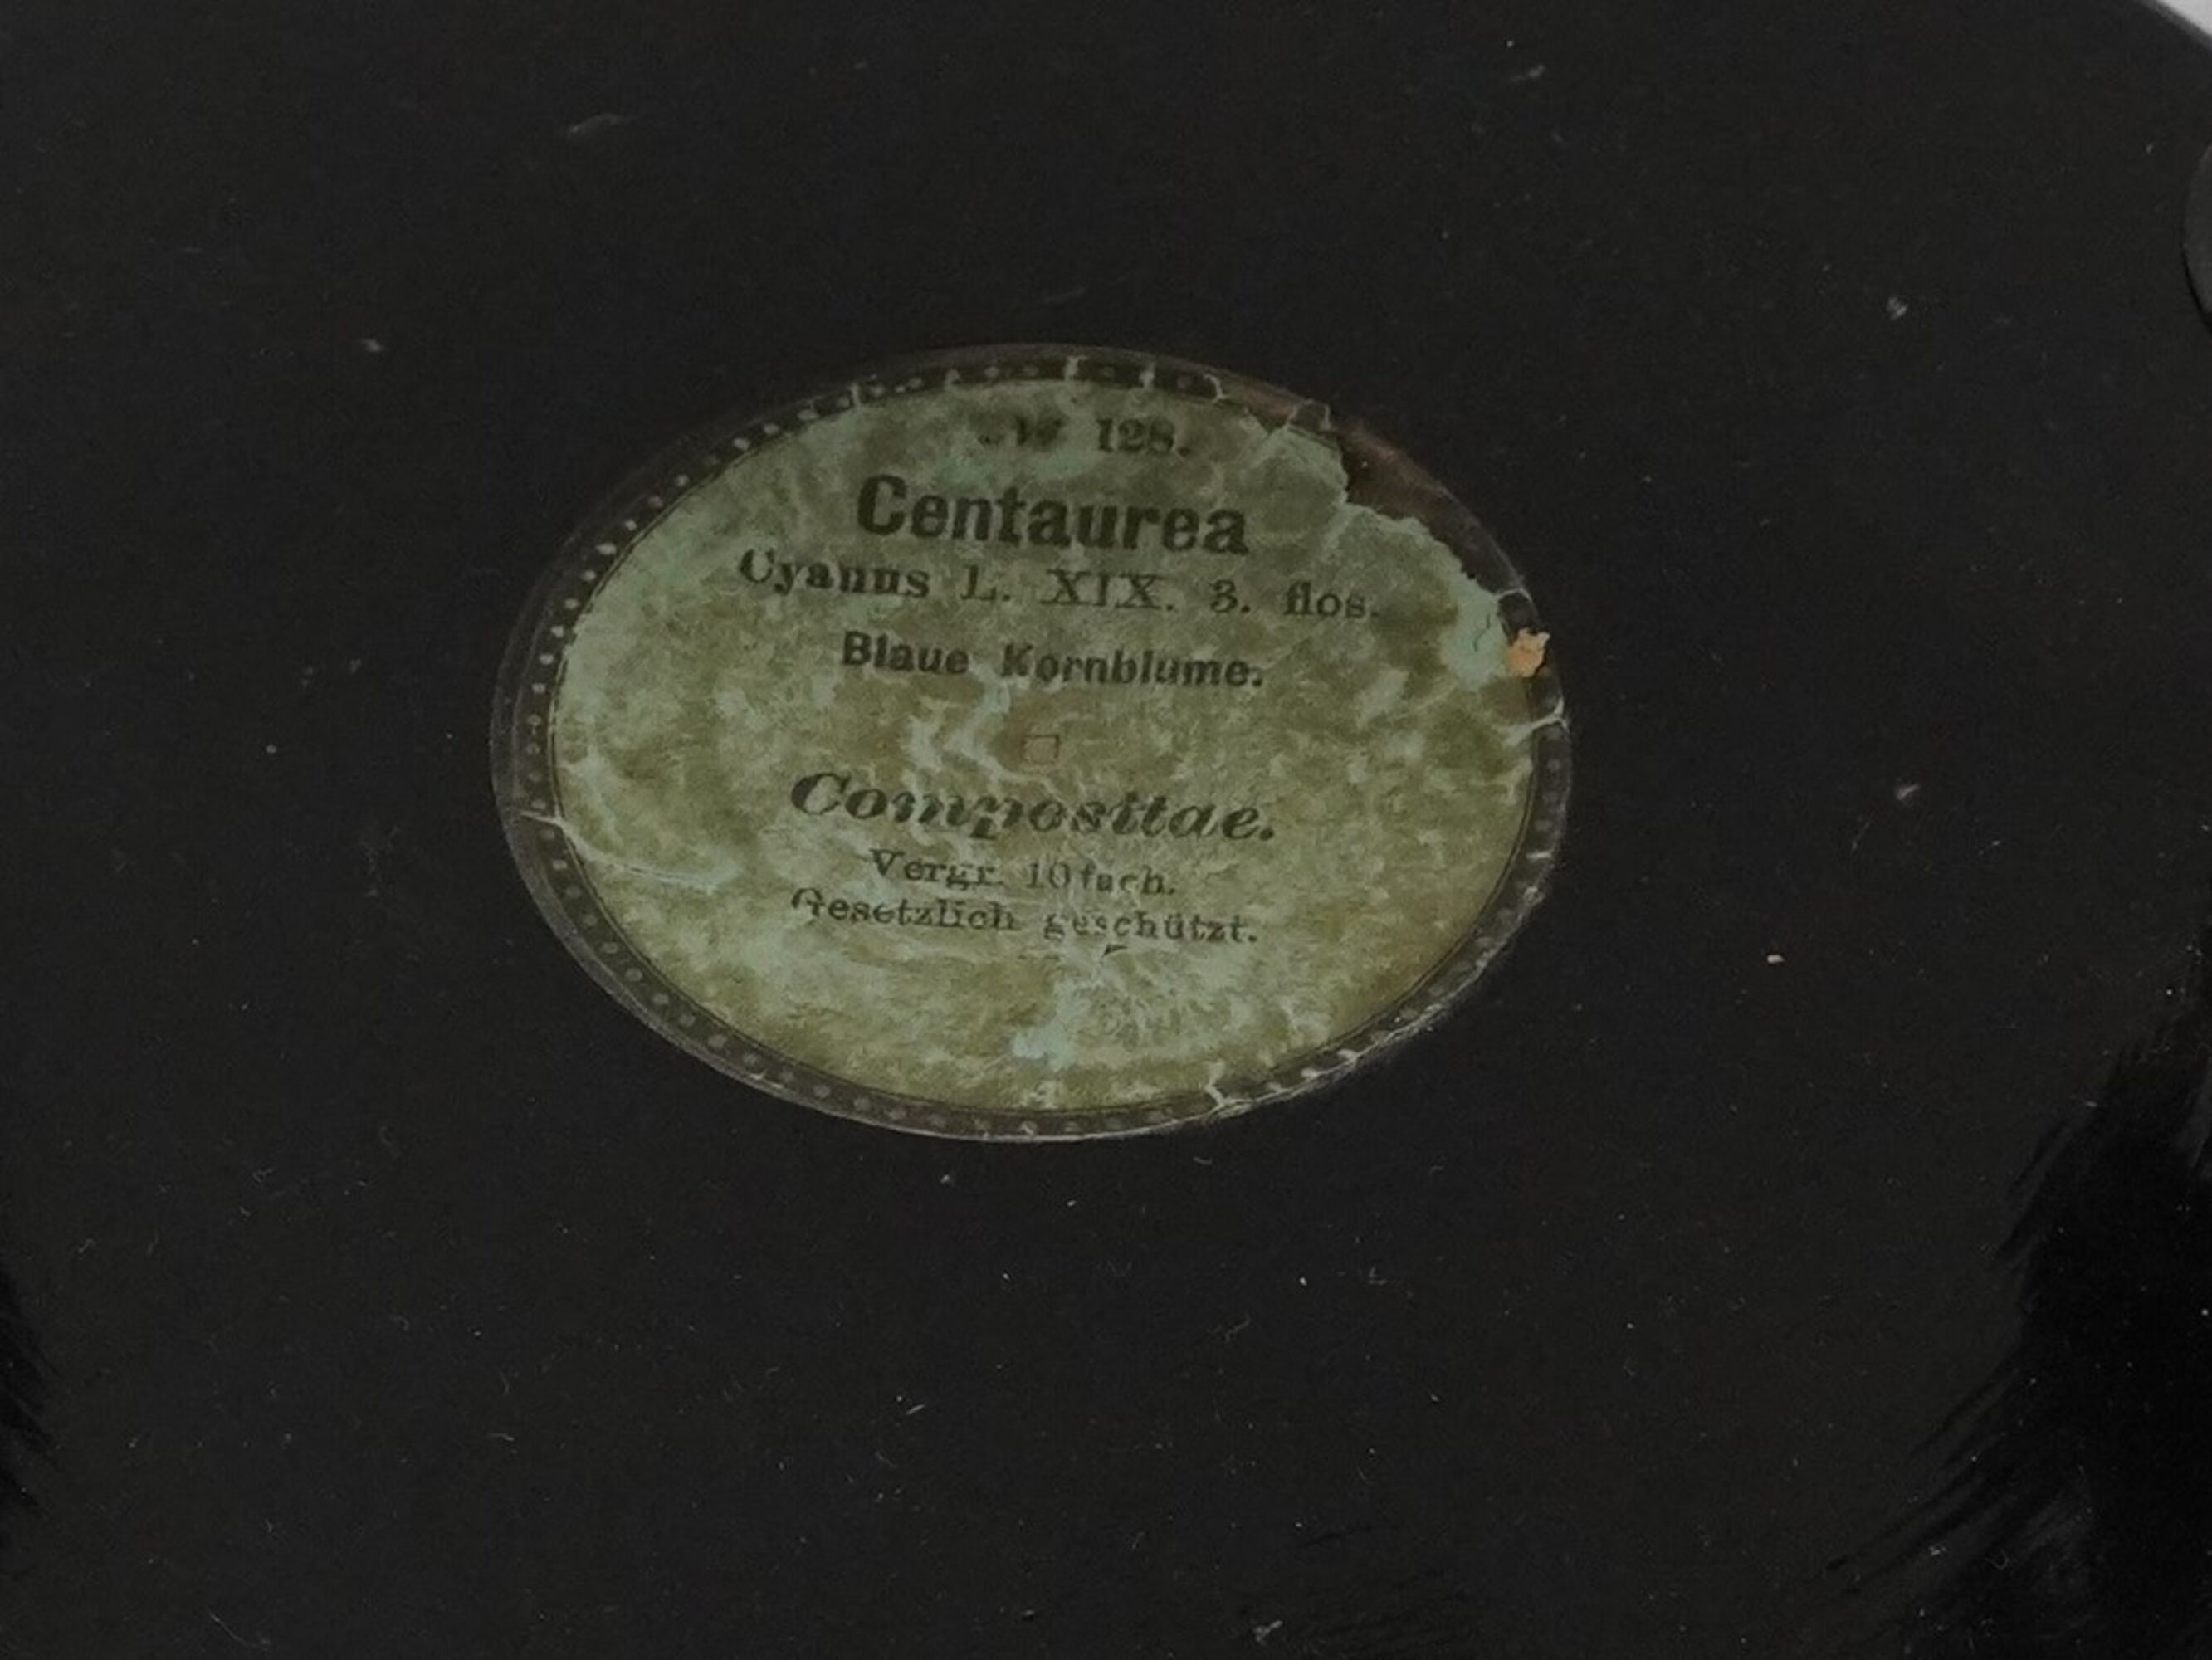 № 128.
Centaurea
Cyanus L. XIX. 3. flos.
Blaue Kornblume.
Compositae.
Vergr. 10fach.
Gesetzlich geschützt.